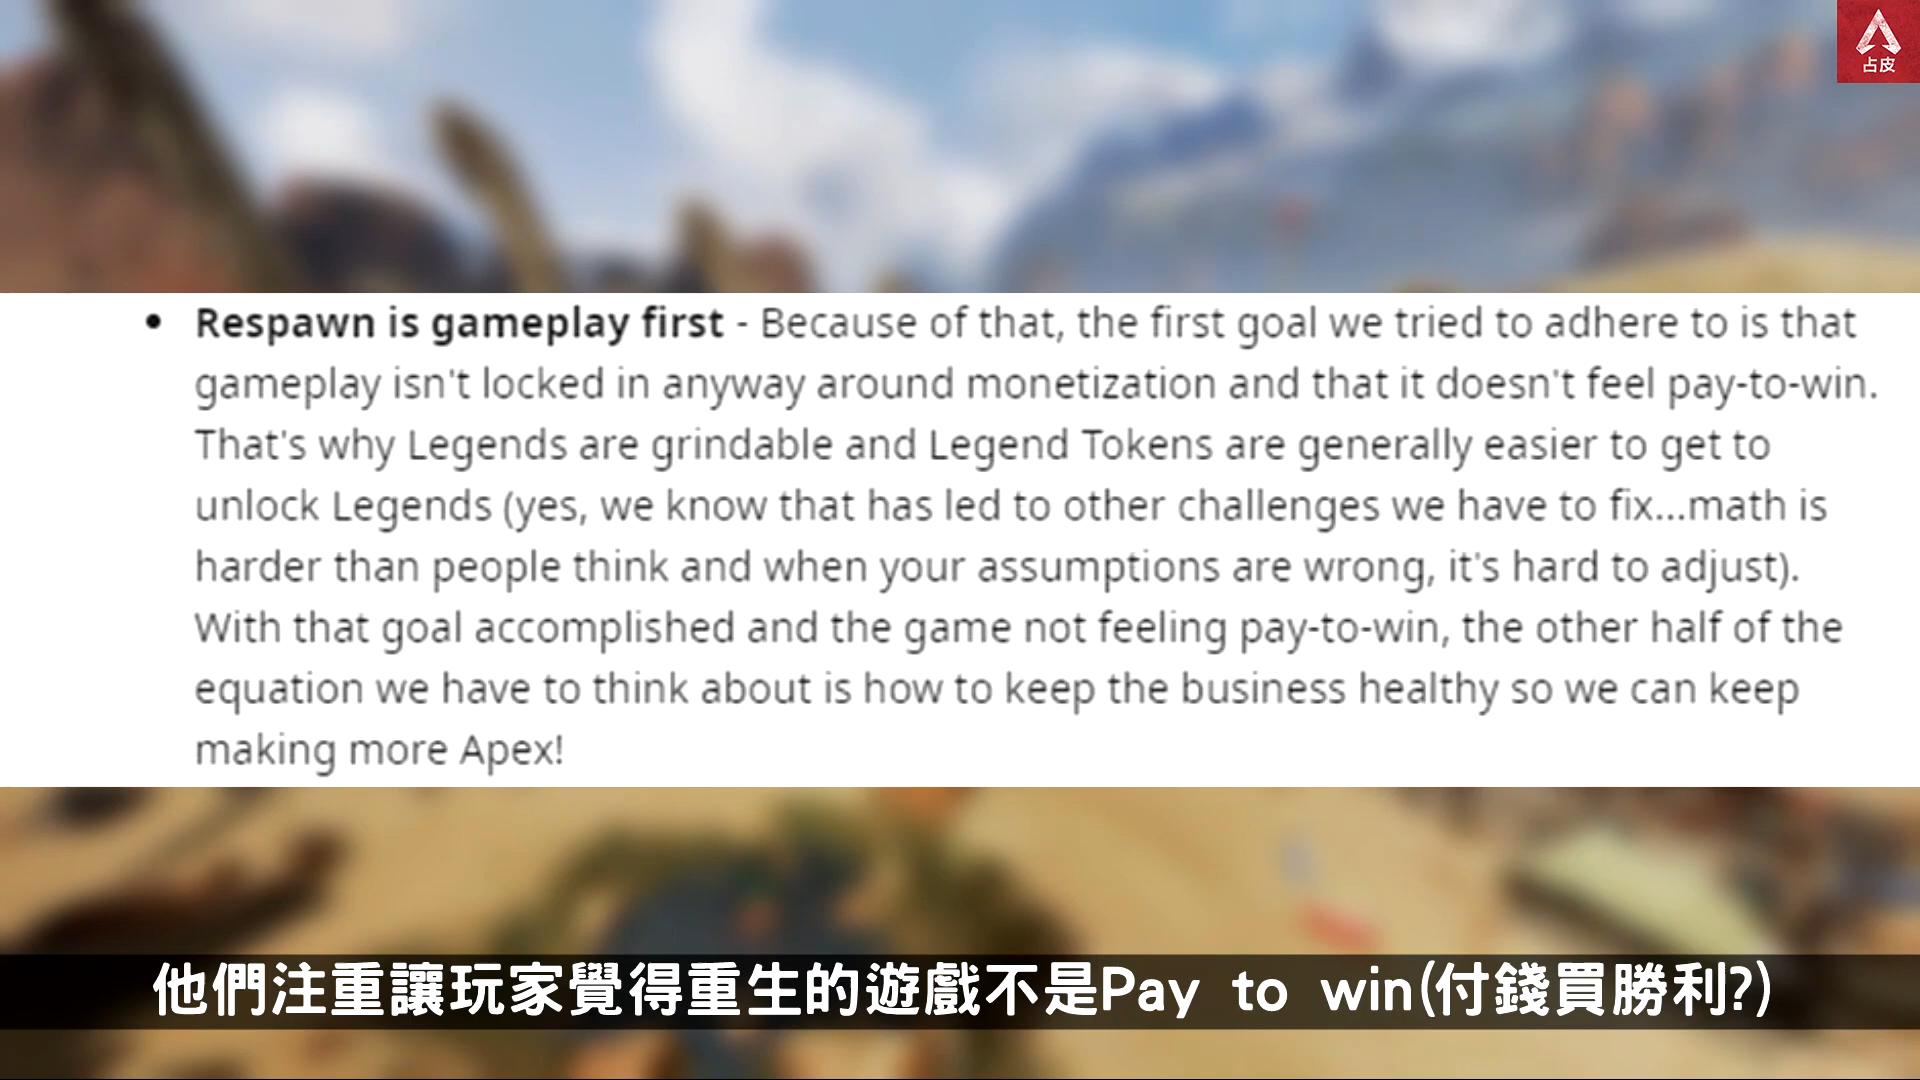 占皮
• Respawn is gameplay first - Because of that, the first goal we tried to adhere to is that
gameplay isn't locked in anyway around monetization and that it doesn't feel pay-to-win.
That's why Legends are grindable and Legend Tokens are generally easier to get to
unlock Legends (yes, we know that has led to other challenges we have to fix...math is
harder than people think and when your assumptions are wrong, it's hard to adjust).
With that goal accomplished and the game not feeling pay-to-win, the other half of the
equation we have to think about is how to keep the business healthy so we can keep
making more Apex!
他們注重讓玩家覺得重生的遊戲不是Pay to win(付錢買勝利?)